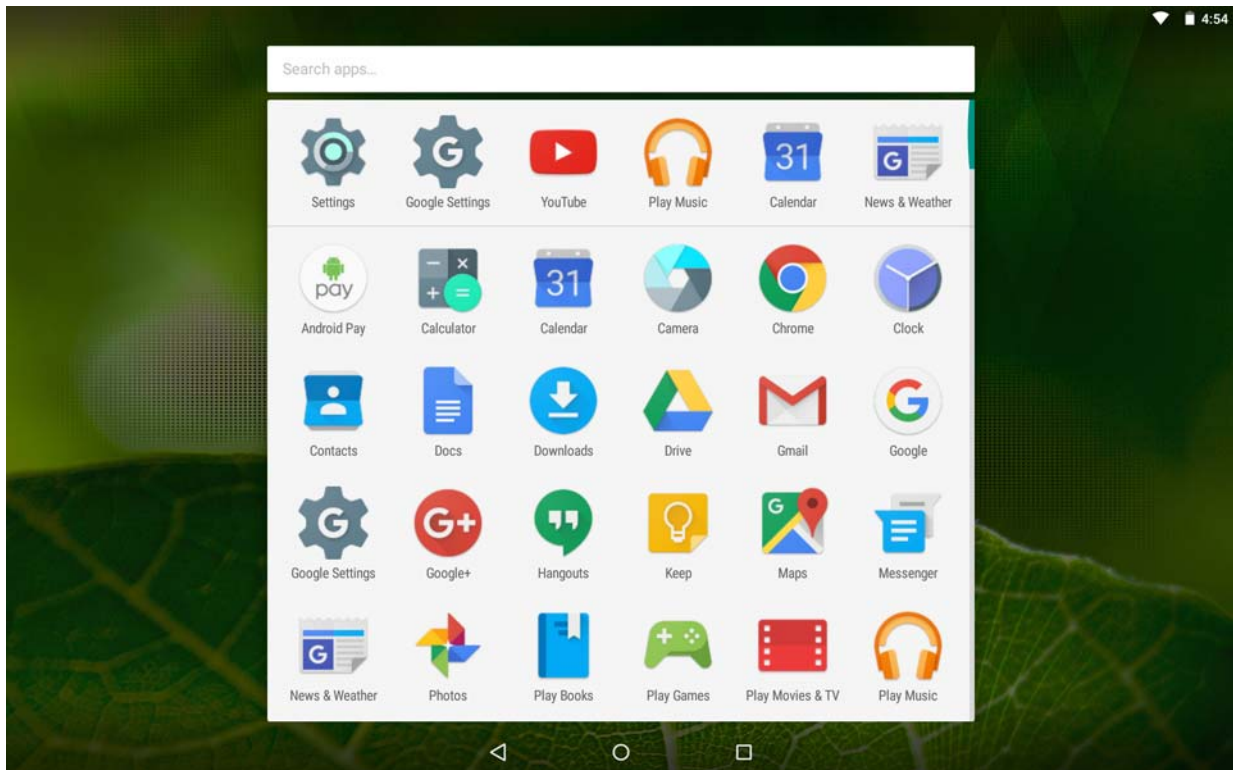 4:54
Search apps...
31 G
Settings Google Settings YouTube Play Music Calendar News & Weather
pay 31
Android Pay Calculator Calendar Camera Chrome Clock
G
Contacts Docs Downloads Drive Gmail Google
G G+ G
Google Settings Google+ Hangouts Keep Maps Messenger
G
News & Weather Photos Play Books Play Games Play Movies & TV Play Music